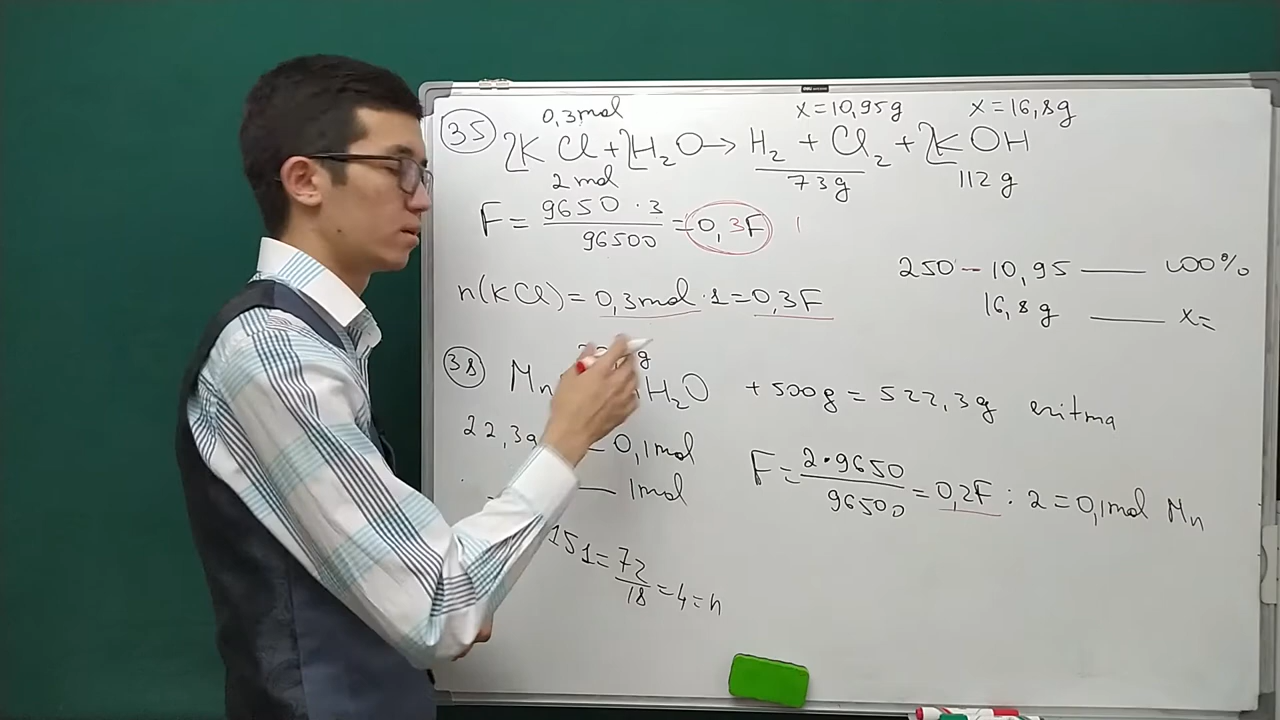 35
0,3mol
x=10,95g x=16,8g
2KCl+2H2O→H2+Cl2+2KOH
2mol 73g 112g
F=9650·3/96500=0,3F
250-10,95 — 100%
n(KCl)=0,3mol·1=0,3F
16,8g — x=
38
g
Mn H2O +500g=522,3g eritma
22,3g 0,1mol
F=2·9650/96500=0,2F:2=0,1mol Mn
1mol
151=72/18=4=n